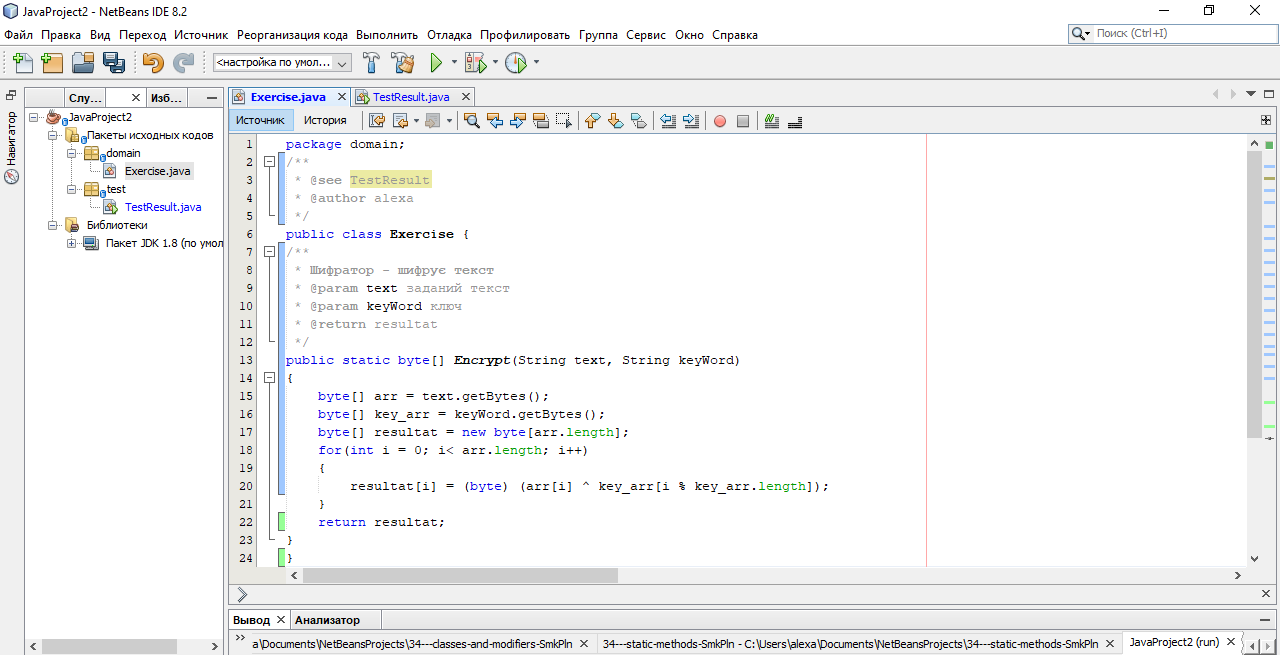 JavaProject2 - NetBeans IDE 8.2
Файл Правка Вид Переход Источник Реорганизация кода Выполнить Отладка Профилировать Группа Сервис Окно Справка
Поиск (Ctrl+I)
<настройка по умол...
Слу... Изб...
Навигатор
JavaProject2
Пакеты исходных кодов
domain
Exercise.java
test
TestResult.java
Библиотеки
Пакет JDK 1.8 (по умол
Exercise.java TestResult.java
Источник История
1 package domain;
2 /**
3 * @see TestResult
4 * @author alexa
5 */
6 public class Exercise {
7 /**
8 * Шифратор - шифрує текст
9 * @param text заданий текст
10 * @param keyWord ключ
11 * @return resultat
12 */
13 public static byte[] Encrypt(String text, String keyWord)
14 {
15 byte[] arr = text.getBytes();
16 byte[] key_arr = keyWord.getBytes();
17 byte[] resultat = new byte[arr.length];
18 for(int i = 0; i< arr.length; i++)
19 {
20 resultat[i] = (byte) (arr[i] ^ key_arr[i % key_arr.length]);
21 }
22 return resultat;
23 }
24 }
Вывод Анализатор
a\Documents\NetBeansProjects\34---classes-and-modifiers-SmkPln 34---static-methods-SmkPln - C:\Users\alexa\Documents\NetBeansProjects\34---static-methods-SmkPln JavaProject2 (run)